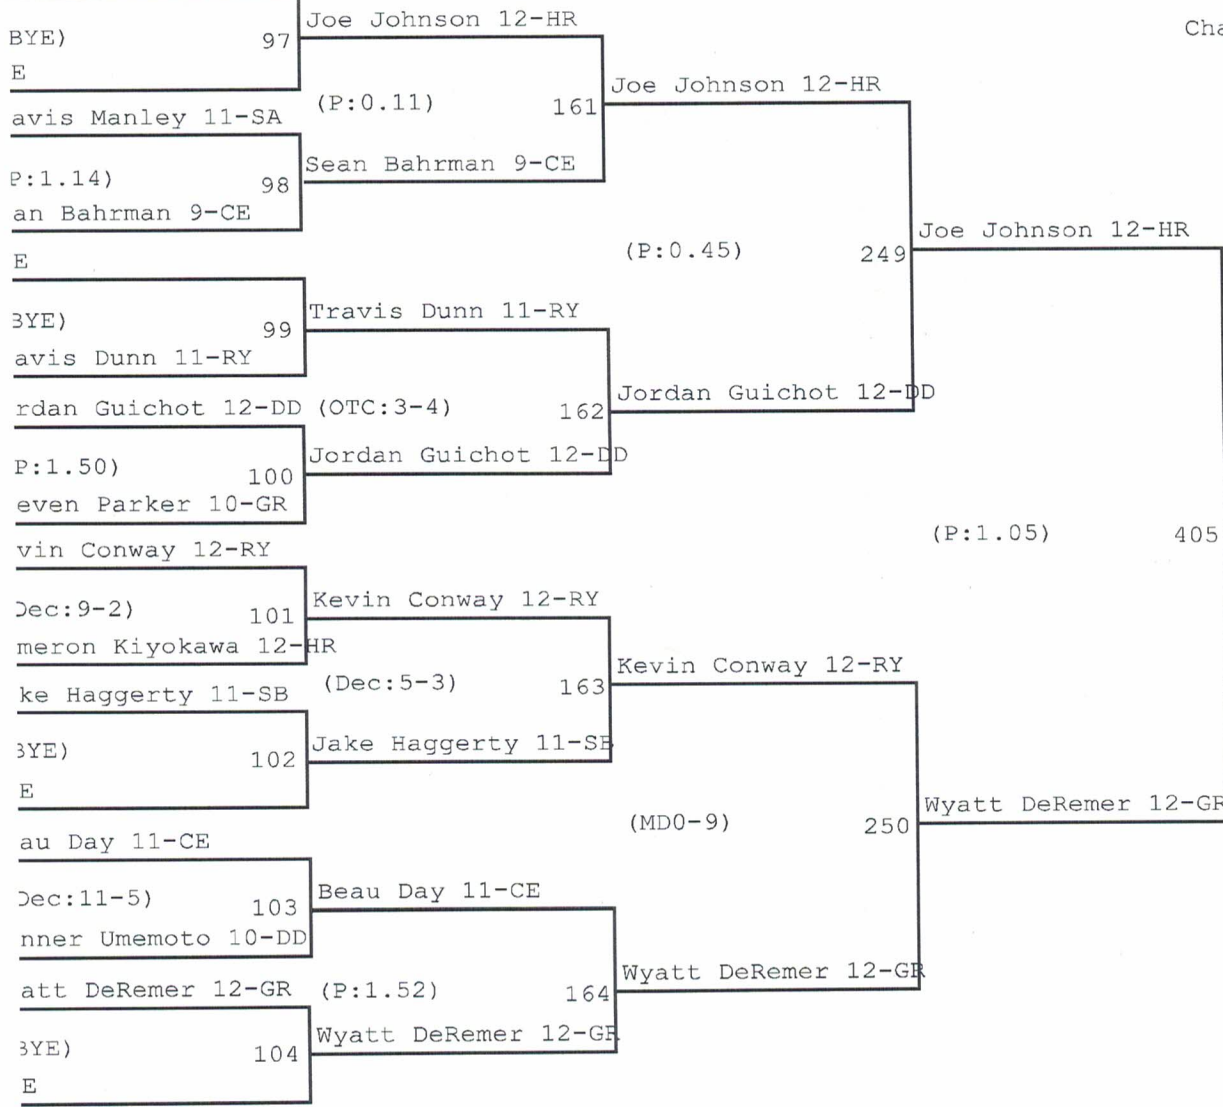 Joe Johnson 12-HR
Cha
BYE)
97
E
Joe Johnson 12-HR
(P:0.11)
161
avis Manley 11-SA
Sean Bahrman 9-CE
P:1.14)
98
an Bahrman 9-CE
Joe Johnson 12-HR
(P:0.45)
249
E
Travis Dunn 11-RY
BYE)
99
avis Dunn 11-RY
Jordan Guichot 12-DD
rdan Guichot 12-DD
(OTC:3-4)
162
Jordan Guichot 12-DD
P:1.50)
100
even Parker 10-GR
(P:1.05)
405
vin Conway 12-RY
Kevin Conway 12-RY
Dec:9-2)
101
meron Kiyokawa 12-HR
Kevin Conway 12-RY
ke Haggerty 11-SB
(Dec:5-3)
163
Jake Haggerty 11-SB
BYE)
102
E
Wyatt DeRemer 12-GR
(MD0-9)
250
au Day 11-CE
Beau Day 11-CE
Dec:11-5)
103
nner Umemoto 10-DD
Wyatt DeRemer 12-GR
att DeRemer 12-GR
(P:1.52)
164
Wyatt DeRemer 12-GR
BYE)
104
E